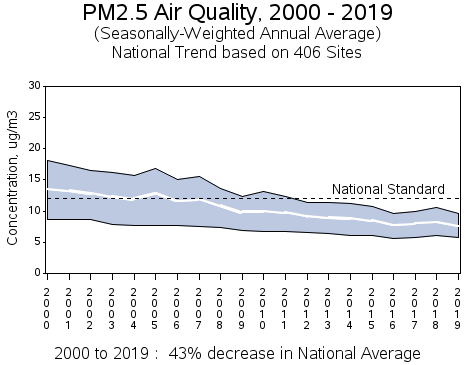 PM2.5 Air Quality, 2000 - 2019
(Seasonally-Weighted Annual Average)
National Trend based on 406 Sites
Concentration, ug/m3
30
25
20
15
10
5
0
National Standard
2000 2001 2002 2003 2004 2005 2006 2007 2008 2009 2010 2011 2012 2013 2014 2015 2016 2017 2018 2019
2000 to 2019 : 43% decrease in National Average